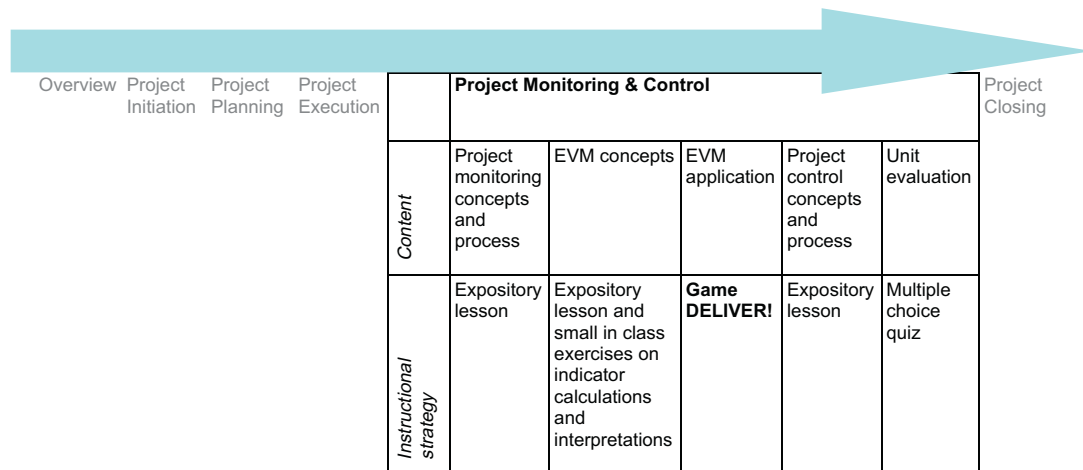 Overview
Project
Initiation
Project
Planning
Project
Execution
Project Monitoring & Control
Project
Closing
Content
Project
monitoring
concepts
and
process
EVM concepts
EVM
application
Project
control
concepts
and
process
Unit
evaluation
Instructional
strategy
Expository
lesson
Expository
lesson and
small in class
exercises on
indicator
calculations
and
interpretations
Game
DELIVER!
Expository
lesson
Multiple
choice
quiz